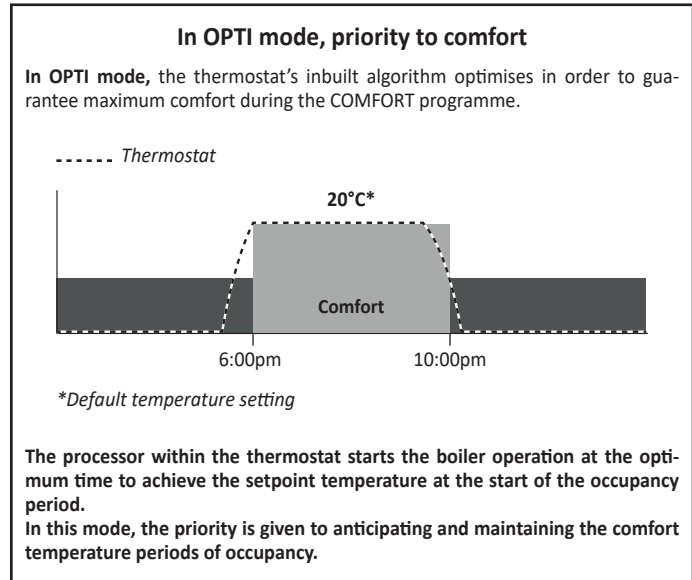 In OPTI mode, priority to comfort
In OPTI mode, the thermostat's inbuilt algorithm optimises in order to gua-
rantee maximum comfort during the COMFORT programme.
Thermostat
20°C*
Comfort
6:00pm 10:00pm
*Default temperature setting
The processor within the thermostat starts the boiler operation at the opti-
mum time to achieve the setpoint temperature at the start of the occupancy
period.
In this mode, the priority is given to anticipating and maintaining the comfort
temperature periods of occupancy.